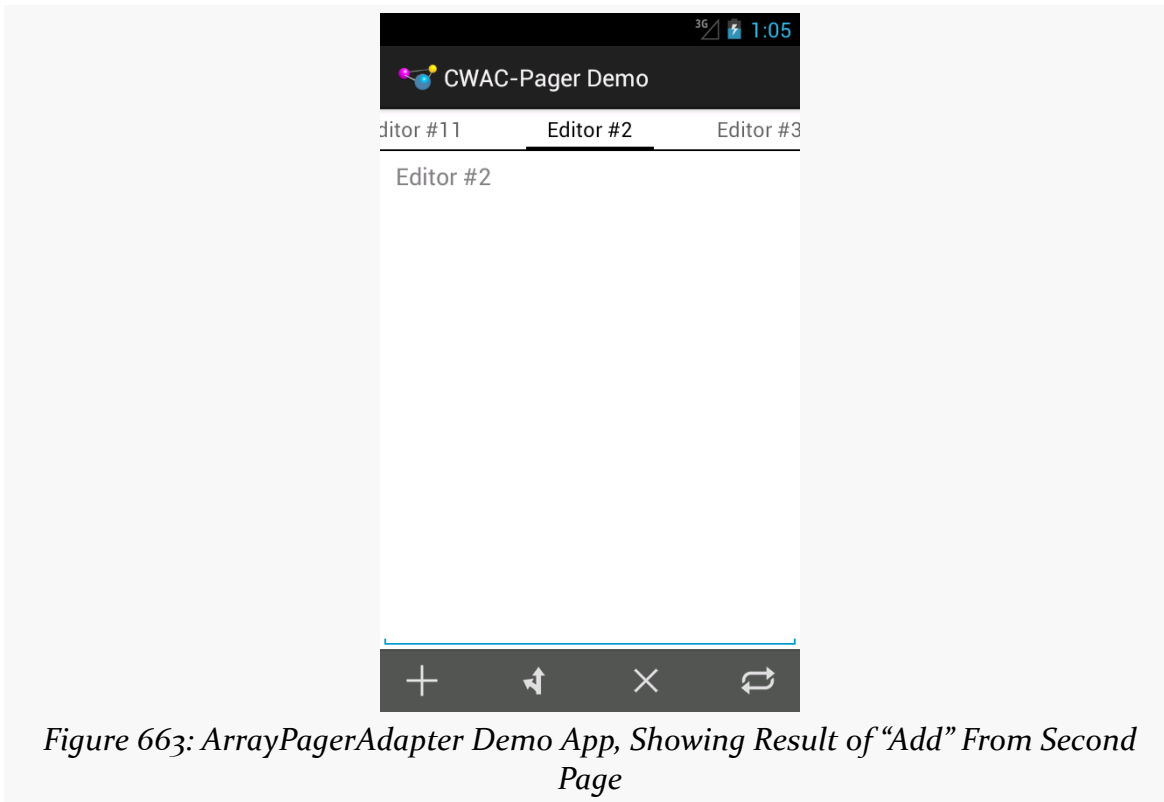 3G 1:05
CWAC-Pager Demo
ditor #11 Editor #2 Editor #3
Editor #2
Figure 663: ArrayPagerAdapter Demo App, Showing Result of “Add” From Second
Page